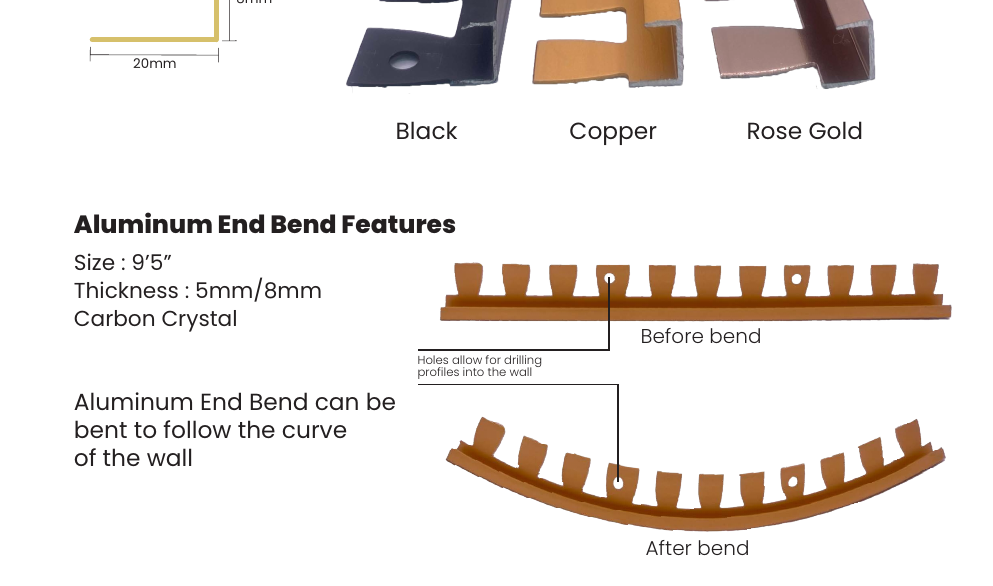 20mm
Black
Copper
Rose Gold
Aluminum End Bend Features
Size : 9’5”
Thickness : 5mm/8mm
Carbon Crystal
Before bend
Holes allow for drilling
profiles into the wall
Aluminum End Bend can be
bent to follow the curve
of the wall
After bend